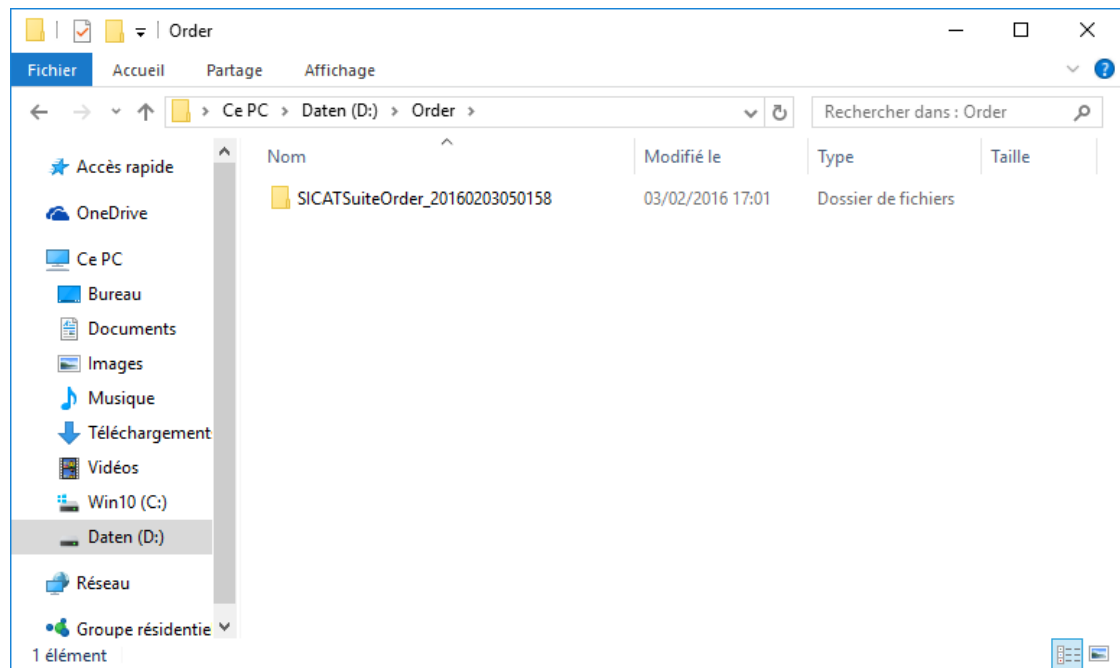 Order
Fichier Accueil Partage Affichage
Ce PC > Daten (D:) > Order > Rechercher dans : Order
Nom Modifié le Type Taille
SICATSuiteOrder_20160203050158 03/02/2016 17:01 Dossier de fichiers
Accès rapide
OneDrive
Ce PC
Bureau
Documents
Images
Musique
Téléchargement
Vidéos
Win10 (C:)
Daten (D:)
Réseau
Groupe résidentie
1 élément